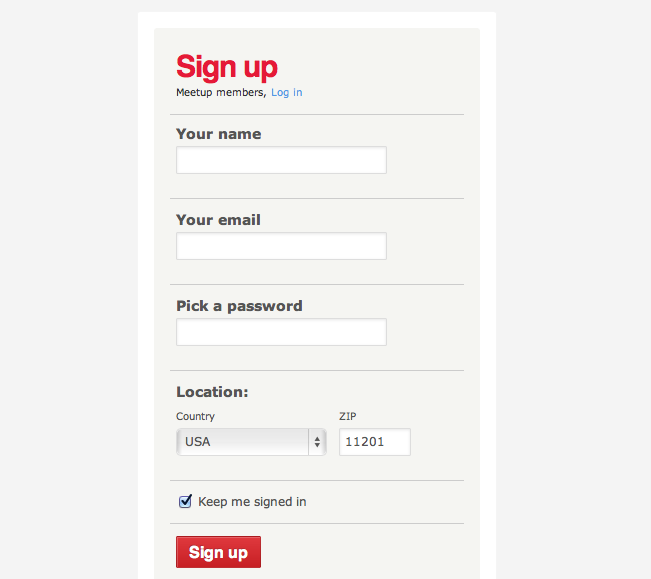 Sign up
Meetup members, Log in
Your name
Your email
Pick a password
Location:
Country ZIP
USA 11201
Keep me signed in
Sign up